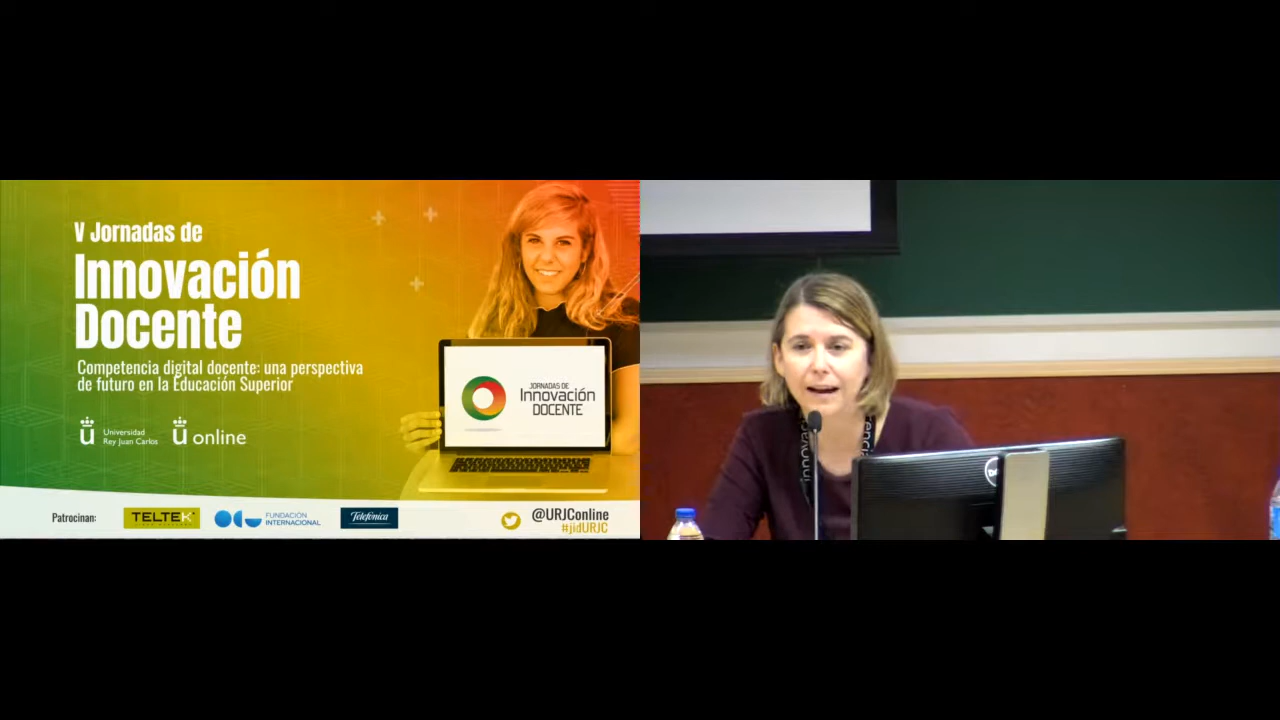 V Jornadas de
Innovación
Docente
Competencia digital docente: una perspectiva
de futuro en la Educación Superior
ü Universidad
Rey Juan Carlos
ü online
JORNADAS DE
Innovación
DOCENTE
Patrocinan:
TELTEK
FUNDACIÓN
INTERNACIONAL
Telefónica
@URJConline
#jidURJC